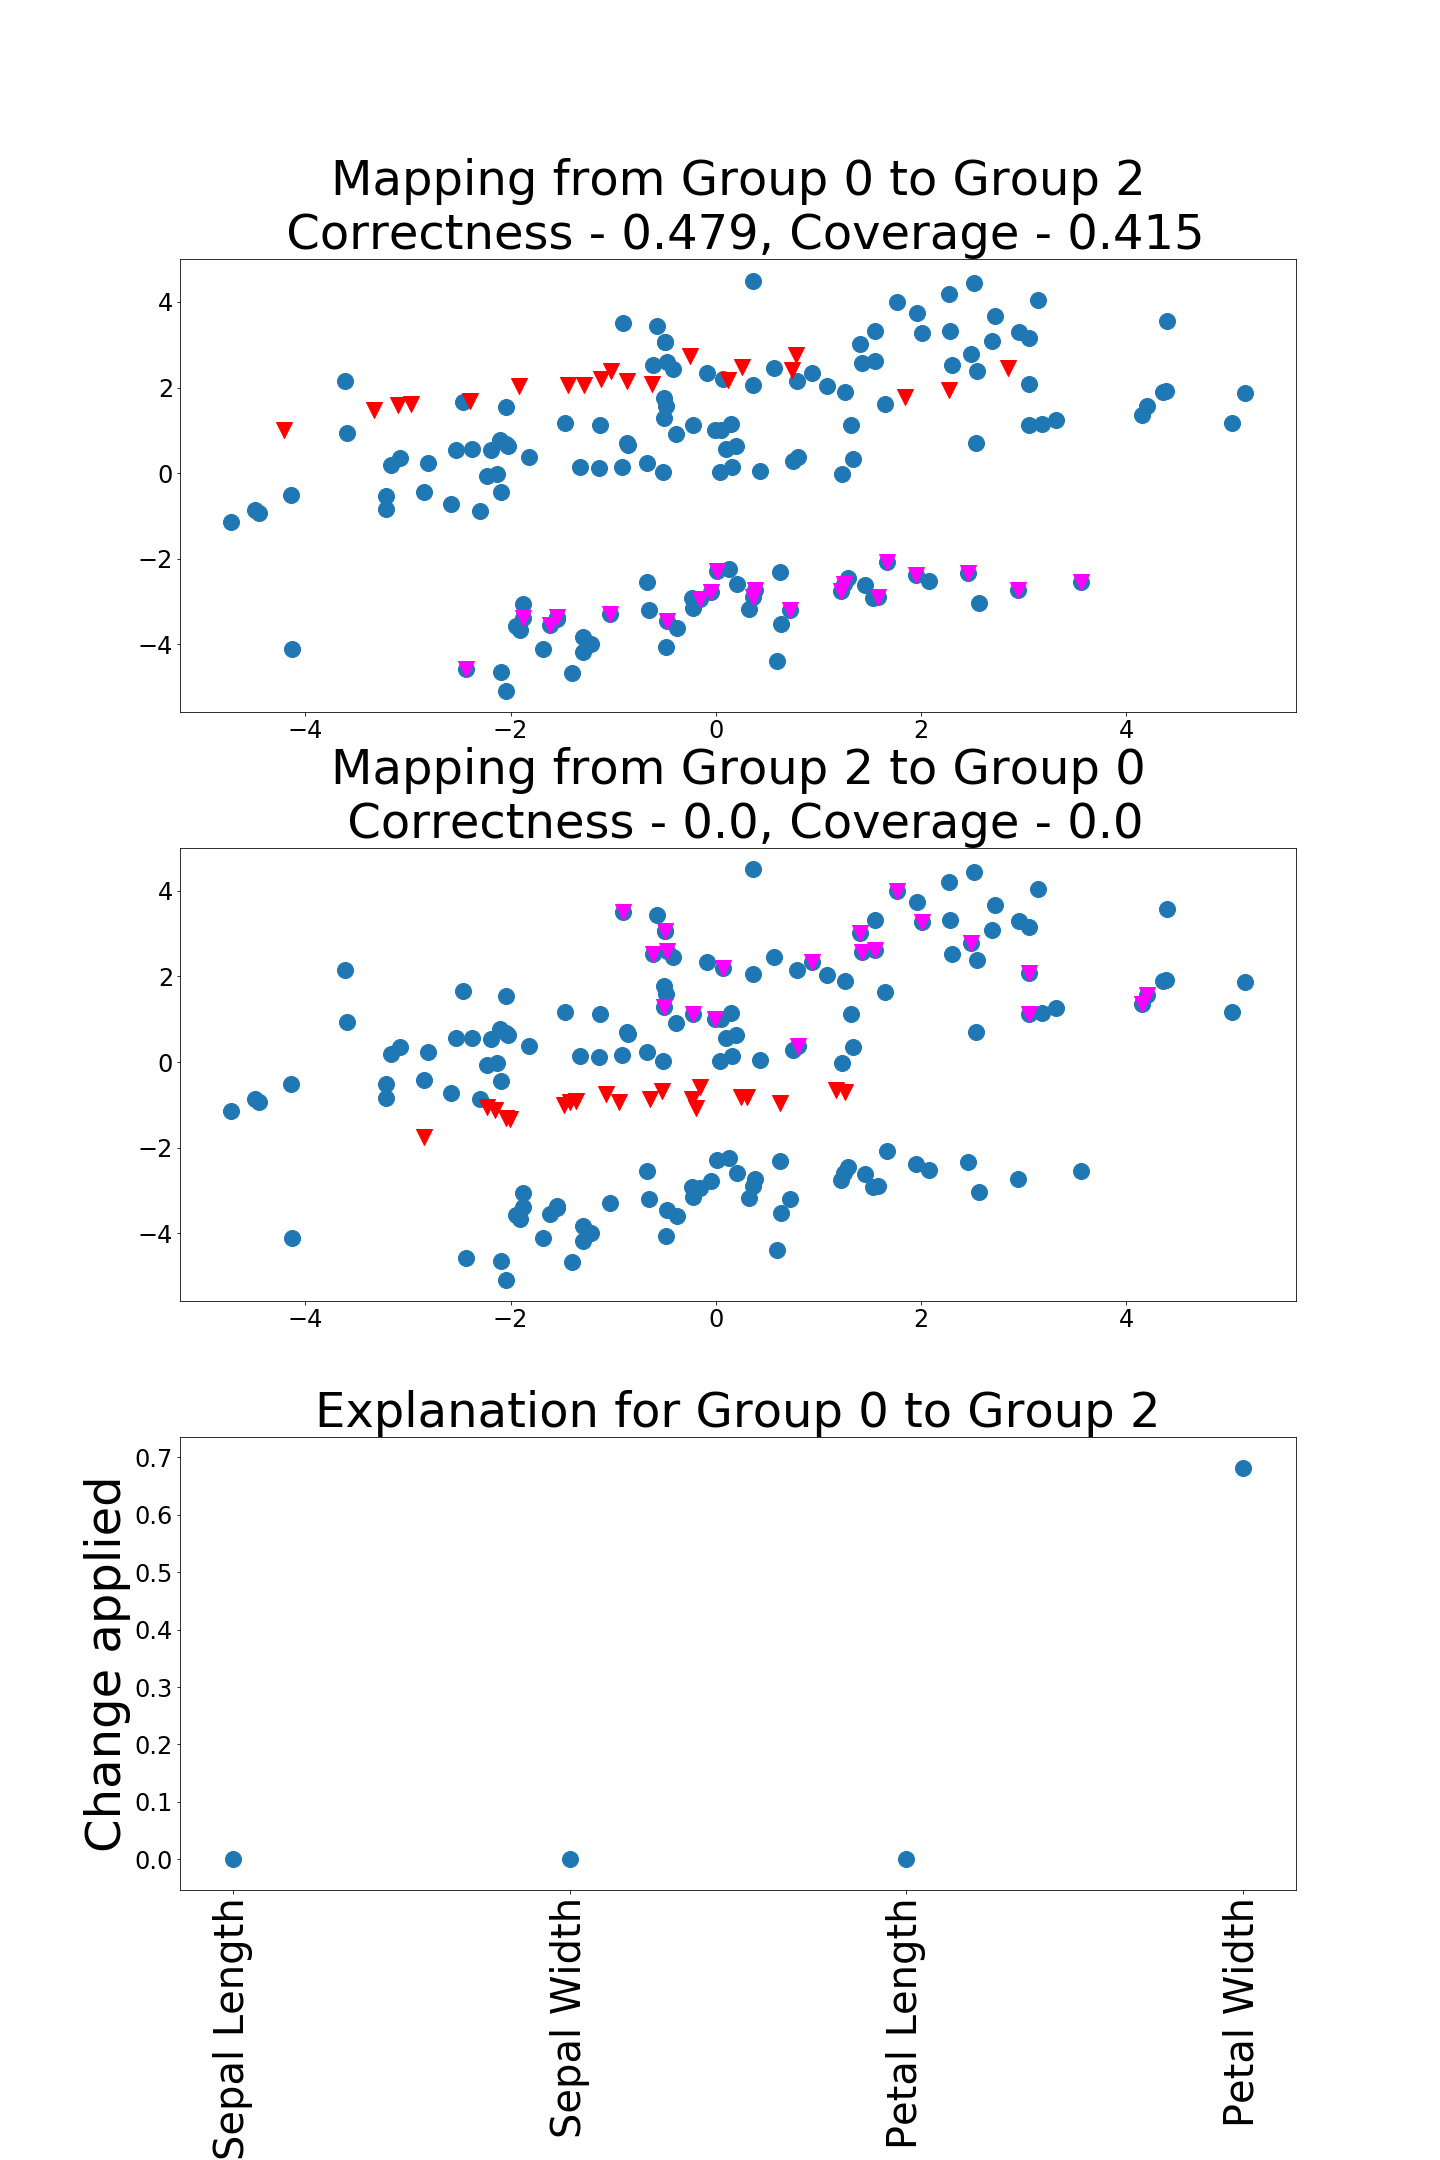 Mapping from Group 0 to Group 2
Correctness - 0.479, Coverage - 0.415
4
2
0
−2
−4
−4 −2 0 2 4
Mapping from Group 2 to Group 0
Correctness - 0.0, Coverage - 0.0
4
2
0
−2
−4
−4 −2 0 2 4
Explanation for Group 0 to Group 2
Change applied
0.7
0.6
0.5
0.4
0.3
0.2
0.1
0.0
Sepal Length
Sepal Width
Petal Length
Petal Width